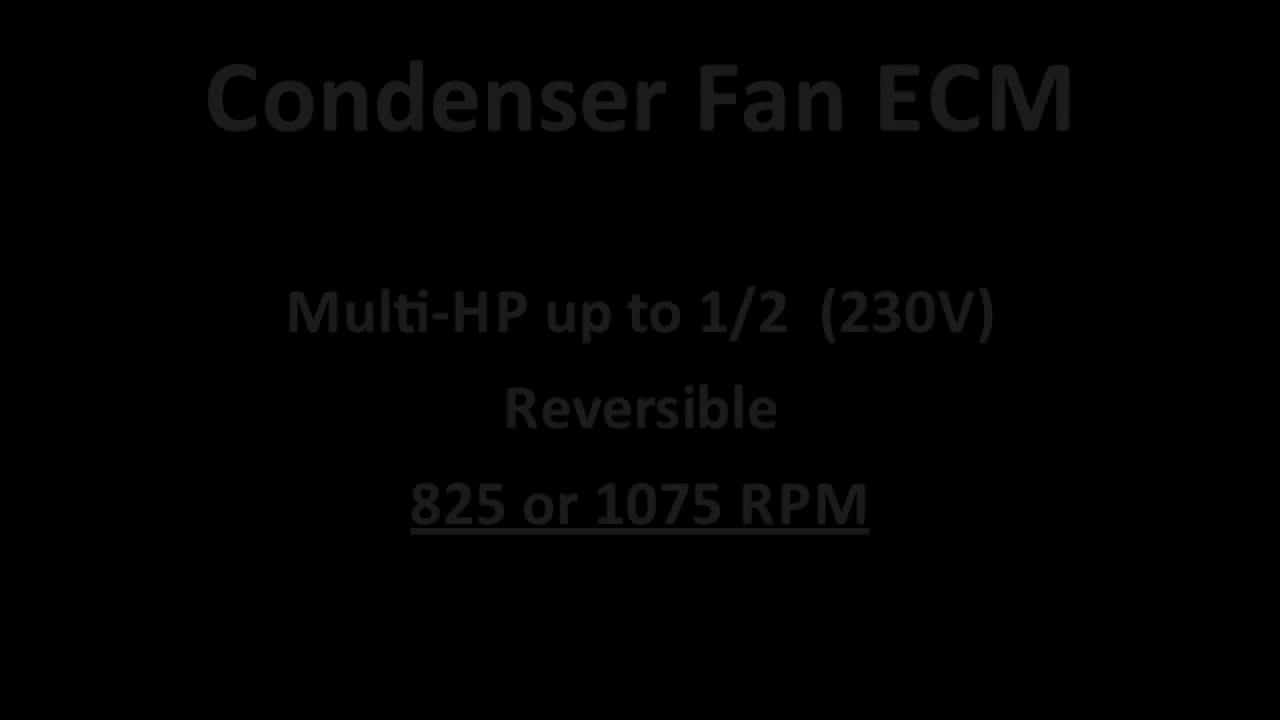 Condenser Fan ECM
Multi-HP up to 1/2 (230V)
Reversible
825 or 1075 RPM